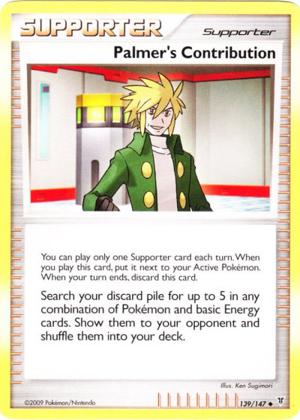 SUPPORTER
Supporter
Palmer's Contribution
You can play only one Supporter card each turn. When
you play this card, put it next to your Active Pokémon.
When your turn ends, discard this card.
Search your discard pile for up to 5 in any
combination of Pokémon and basic Energy
cards. Show them to your opponent and
shuffle them into your deck.
Illus. Ken Sugimori
©2009 Pokémon/Nintendo
139/147